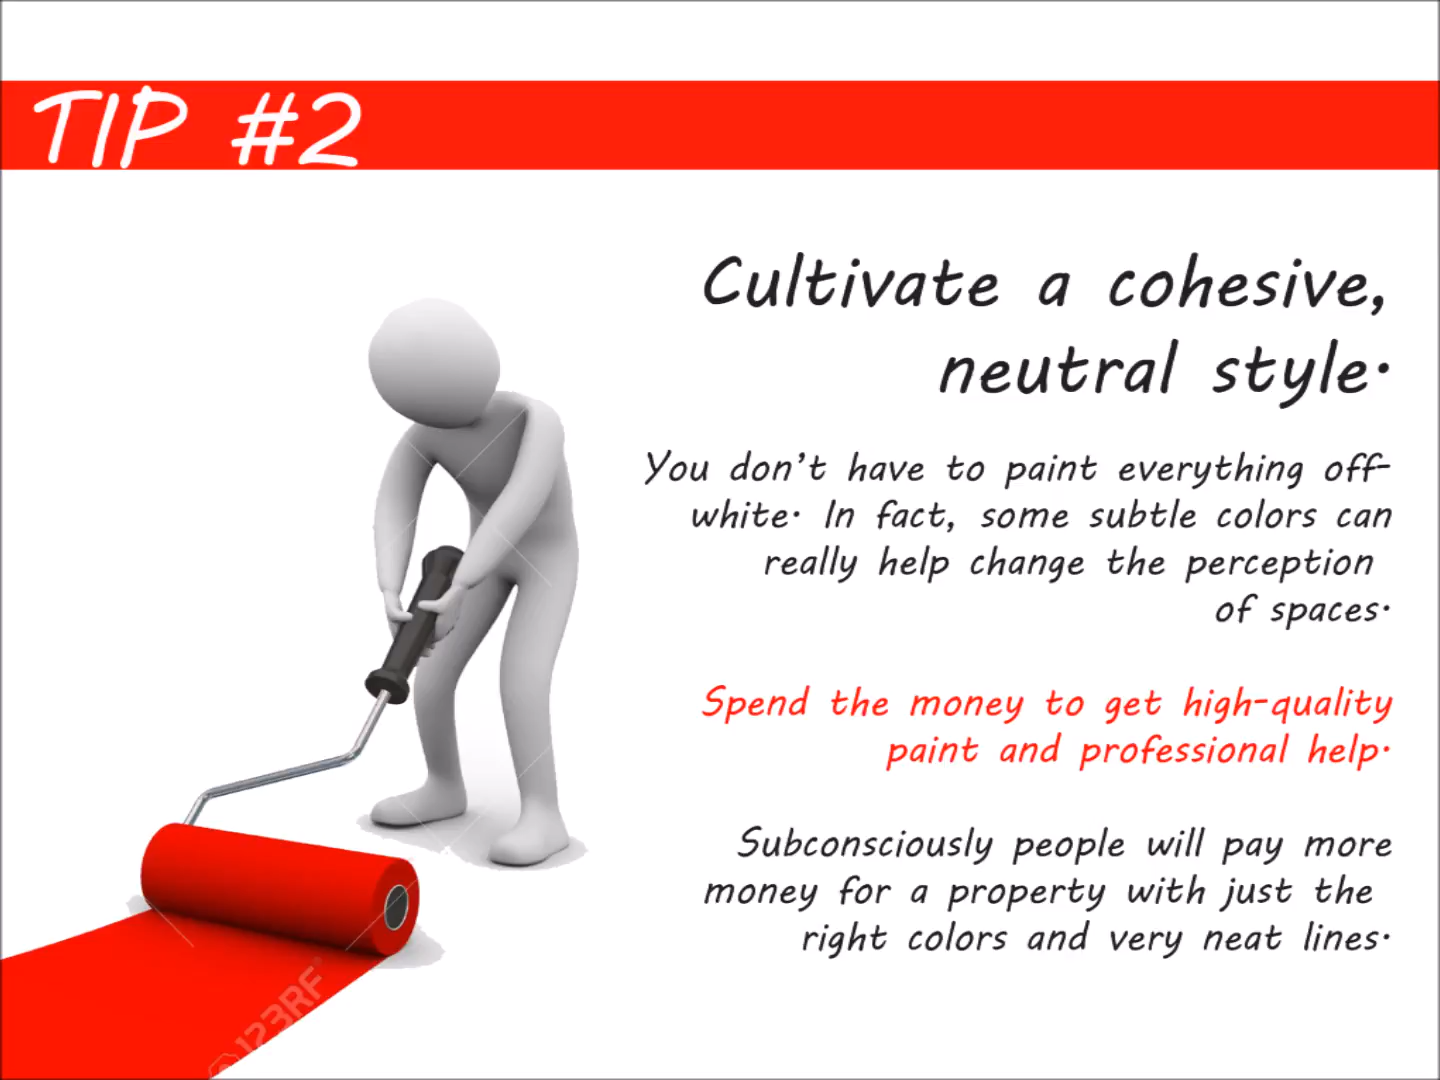 TIP #2
Cultivate a cohesive,
neutral style.
You don't have to paint everything off-
white. In fact, some subtle colors can
really help change the perception
of spaces.
Spend the money to get high-quality
paint and professional help.
Subconsciously people will pay more
money for a property with just the
right colors and very neat lines.
123RF